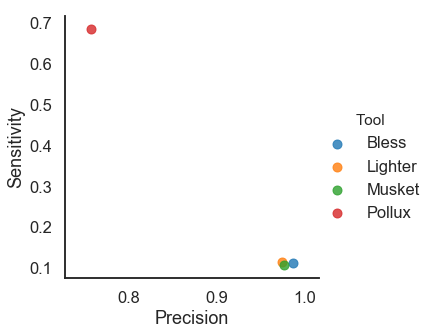 0.7
0.6
0.5
0.4
0.3
0.2
0.1
Sensitivity
0.8 0.9 1.0
Precision
Tool
Bless
Lighter
Musket
Pollux